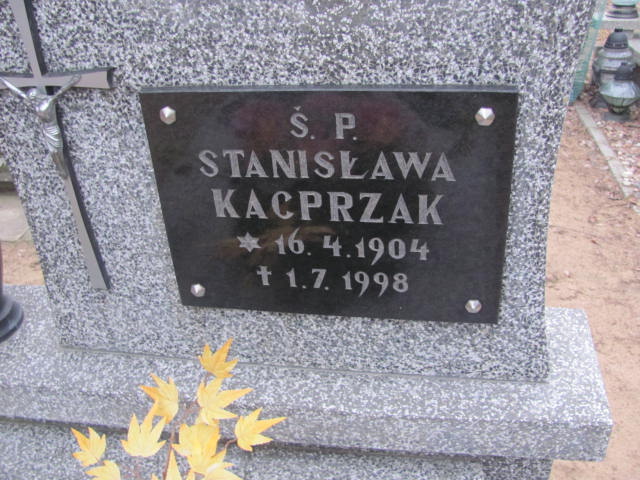 Ś. P.
STANISŁAWA
KACPRZAK
✶ 16. 4. 1904
✝ 1. 7. 1998